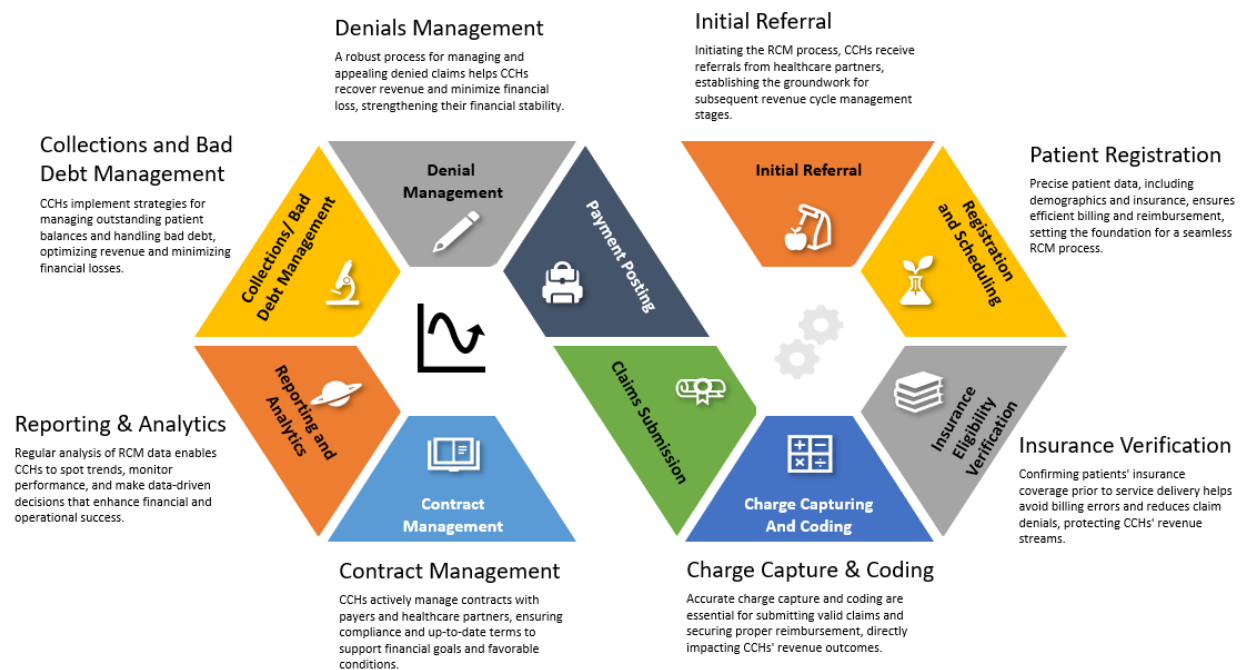 Denials Management
A robust process for managing and
appealing denied claims helps CCHs
recover revenue and minimize financial
loss, strengthening their financial stability.
Initial Referral
Initiating the RCM process, CCHs receive
referrals from healthcare partners,
establishing the groundwork for
subsequent revenue cycle management
stages.
Collections and Bad
Debt Management
CCHs implement strategies for
managing outstanding patient
balances and handling bad debt,
optimizing revenue and minimizing
financial losses.
Patient Registration
Precise patient data, including
demographics and insurance, ensures
efficient billing and reimbursement,
setting the foundation for a seamless
RCM process.
Collections/ Bad
Debt Management
Denial
Management
Payment Posting
Initial Referral
Registration
and Scheduling
Reporting and
Analytics
Contract
Management
Claims Submission
Charge Capturing
And Coding
Insurance
Eligibility
Verification
Reporting & Analytics
Regular analysis of RCM data enables
CCHs to spot trends, monitor
performance, and make data-driven
decisions that enhance financial and
operational success.
Insurance Verification
Confirming patients' insurance
coverage prior to service delivery helps
avoid billing errors and reduces claim
denials, protecting CCHs' revenue
streams.
Contract Management
CCHs actively manage contracts with
payers and healthcare partners, ensuring
compliance and up-to-date terms to
support financial goals and favorable
conditions.
Charge Capture & Coding
Accurate charge capture and coding are
essential for submitting valid claims and
securing proper reimbursement, directly
impacting CCHs' revenue outcomes.